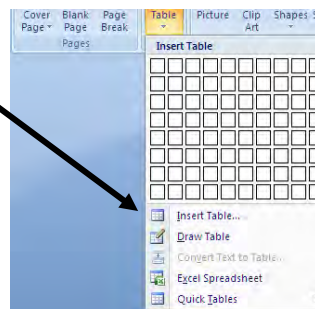 Cover Blank Page Table Picture Clip Shapes
Page Page Break Art
Pages
Insert Table
Insert Table...
Draw Table
Convert Text to Table...
Excel Spreadsheet
Quick Tables